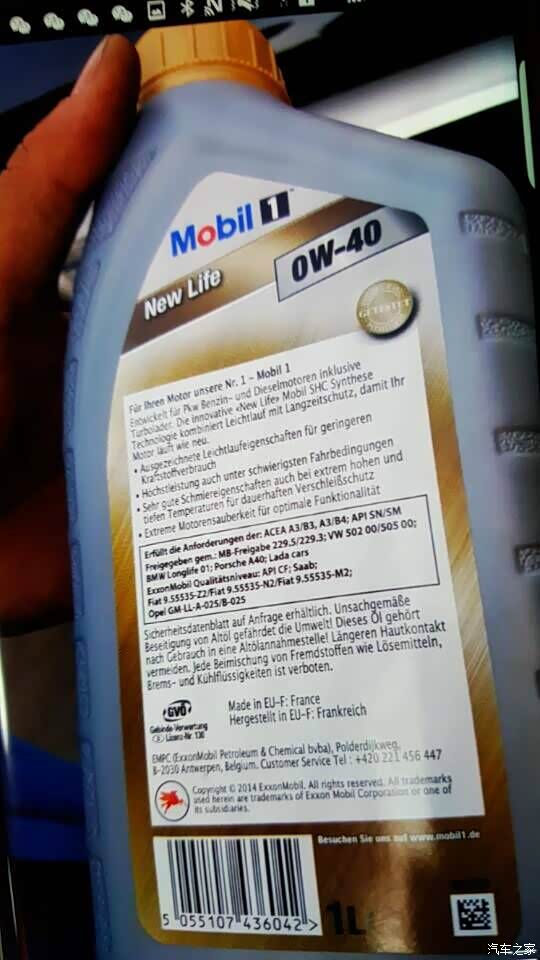 Mobil 1
New Life
0W-40
GETESTET
Für Ihren Motor unsere Nr. 1 - Mobil 1
Entwickelt für Pkw Benzin- und Dieselmotoren inklusive
Turbolader. Die innovative «New Life» Mobil SHC Synthese
Technologie kombiniert Leichtlauf mit Langzeitschutz, damit Ihr
Motor läuft wie neu.
• Ausgezeichnete Leichtlaufeigenschaften für geringeren
Kraftstoffverbrauch
• Höchstleistung auch unter schwierigsten Fahrbedingungen
• Sehr gute Schmiereigenschaften auch bei extrem hohen und
tiefen Temperaturen für dauerhaften Verschleißschutz
• Extreme Motorensauberkeit für optimale Funktionalität
Erfüllt die Anforderungen der: ACEA A3/B3, A3/B4; API SN/SM
Freigegeben gem.: MB-Freigabe 229.5/229.3; VW 502 00/505 00;
BMW Longlife 01; Porsche A40; Lada cars
ExxonMobil Qualitätsniveau: API CF; Saab;
Fiat 9.55535-Z2/Fiat 9.55535-N2/Fiat 9.55535-M2;
Opel GM-LL-A-025/B-025
Sicherheitsdatenblatt auf Anfrage erhältlich. Unsachgemäße
Beseitigung von Altöl gefährdet die Umwelt! Dieses Öl gehört
nach Gebrauch in eine Altölannahmestelle! Längeren Hautkontakt
vermeiden. Jede Beimischung von Fremdstoffen wie Lösemitteln,
Brems- und Kühlflüssigkeiten ist verboten.
GVÖ
Gebinde-Verwertung
Lizenz-Nr. 130
Made in EU-F: France
Hergestellt in EU-F: Frankreich
EMPC (ExxonMobil Petroleum & Chemical bvba), Polderdijkweg,
B-2030 Antwerpen, Belgium. Customer Service Tel : +420 221 456 447
Copyright © 2014 ExxonMobil. All rights reserved. All trademarks
used herein are trademarks of Exxon Mobil Corporation or one of
its subsidiaries.
Besuchen Sie uns auf www.mobil1.de
5 055107 436042 >
1L
汽车之家